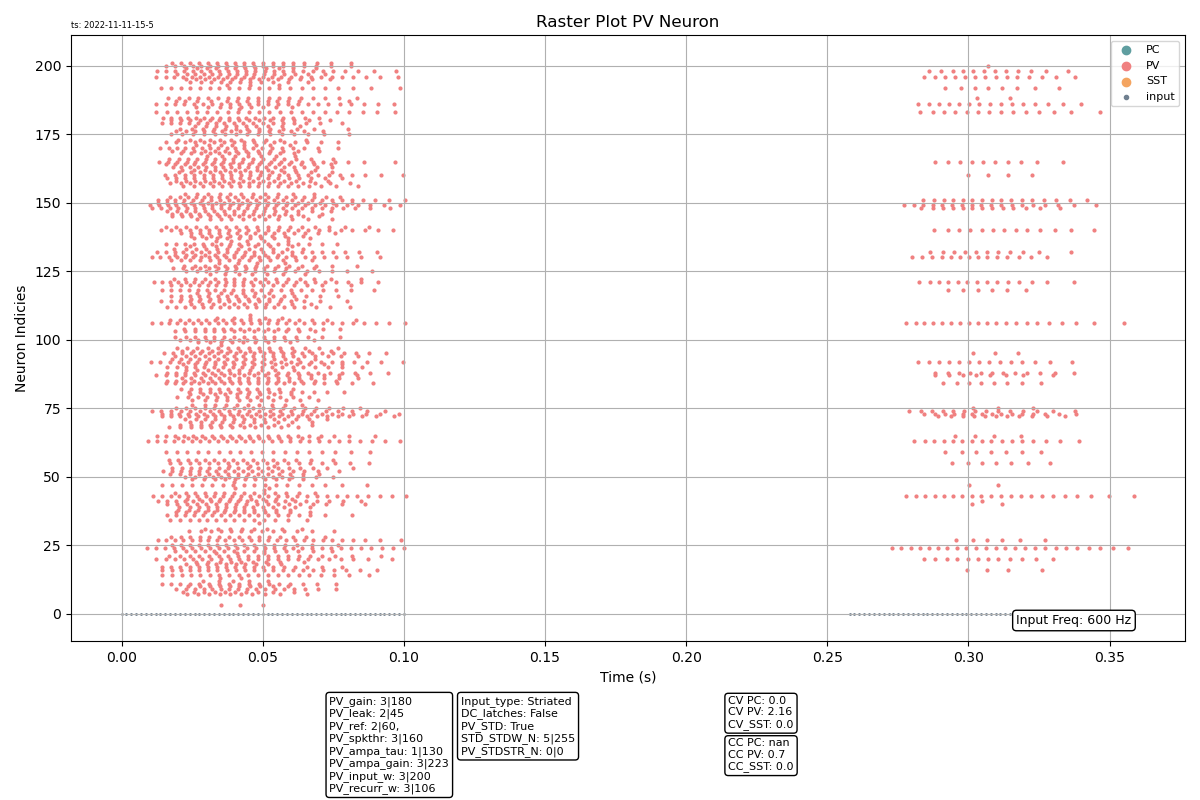 ts: 2022-11-11-15-5
Raster Plot PV Neuron
PC
PV
SST
input
200
175
150
125
100
75
50
25
0
Neuron Indicies
Input Freq: 600 Hz
0.00 0.05 0.10 0.15 0.20 0.25 0.30 0.35
Time (s)
PV_gain: 3|180
PV_leak: 2|45
PV_ref: 2|60,
PV_spkthr: 3|160
PV_ampa_tau: 1|130
PV_ampa_gain: 3|223
PV_input_w: 3|200
PV_recurr_w: 3|106
Input_type: Striated
DC_latches: False
PV_STD: True
STD_STDW_N: 5|255
PV_STDSTR_N: 0|0
CV PC: 0.0
CV PV: 2.16
CV_SST: 0.0
CC PC: nan
CC PV: 0.7
CC_SST: 0.0